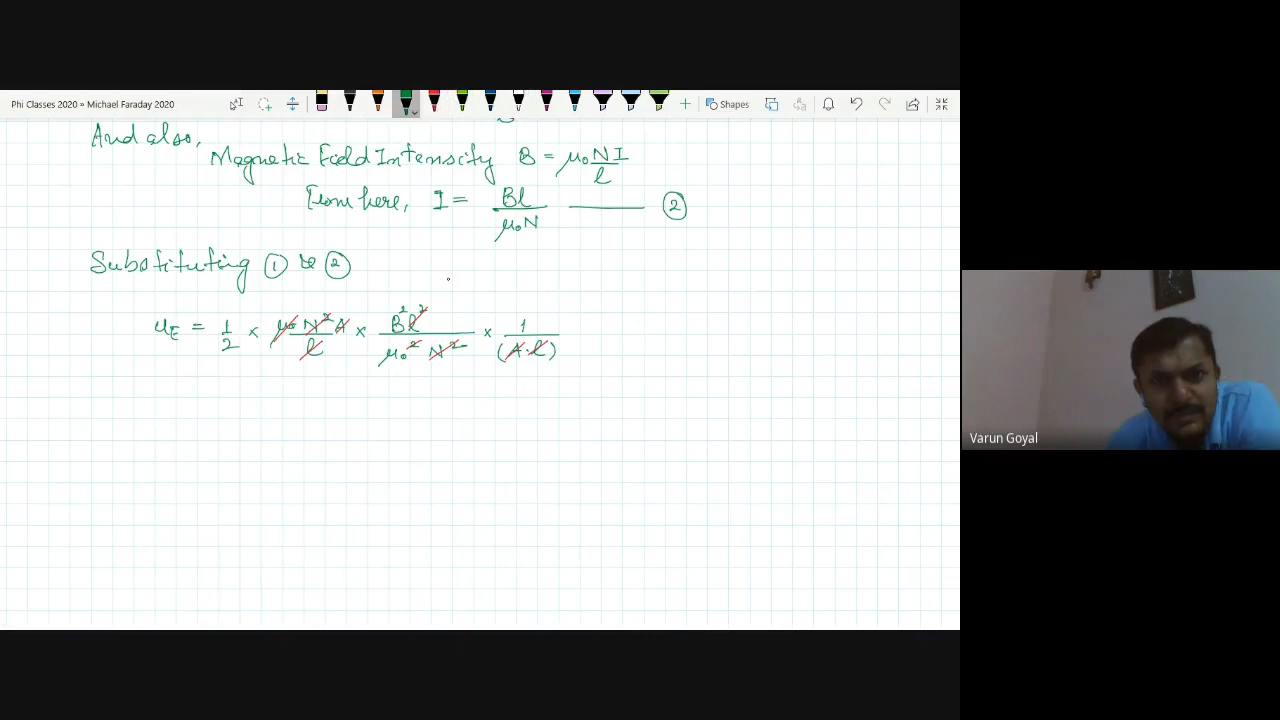 Phi Classes 2020 » Michael Faraday 2020
Shapes
And also,
Magnetic Field Intensity B = μ₀NI/l
From here, I = Bl/μ₀N ——— ②
Substituting ① & ②
u_E = 1/2 × μ₀N²A/l × B²l²/μ₀²N² × 1/(A·l)
Varun Goyal